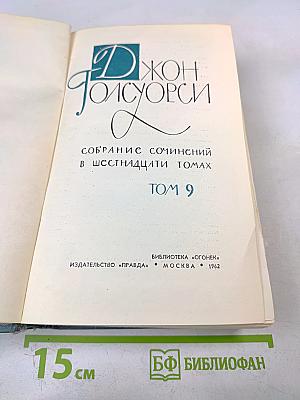 ДЖОН
ГОЛСУОРСИ
СОБРАНИЕ СОЧИНЕНИЙ
В ШЕСТНАДЦАТИ ТОМАХ
ТОМ 9
БИБЛИОТЕКА «ОГОНЕК»
ИЗДАТЕЛЬСТВО «ПРАВДА» • МОСКВА • 1962
15 см
БФ БИБЛИОФАН